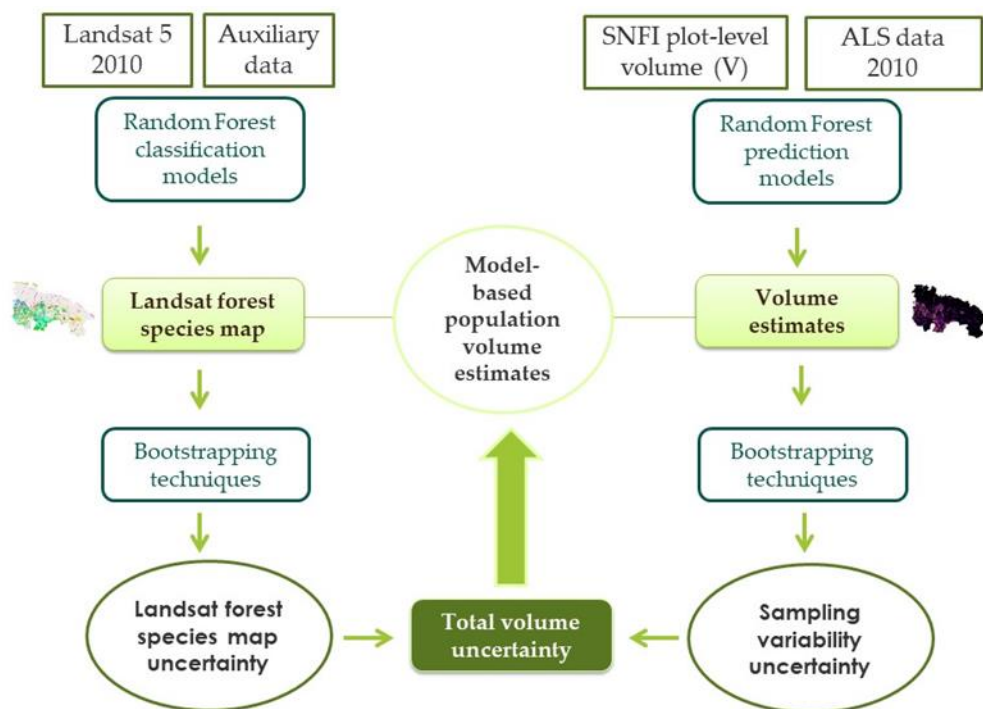 Landsat 5
2010
Auxiliary
data
SNFI plot-level
volume (V)
ALS data
2010
Random Forest
classification
models
Random Forest
prediction
models
Landsat forest
species map
Model-
based
population
volume
estimates
Volume
estimates
Bootstrapping
techniques
Bootstrapping
techniques
Landsat forest
species map
uncertainty
Total volume
uncertainty
Sampling
variability
uncertainty